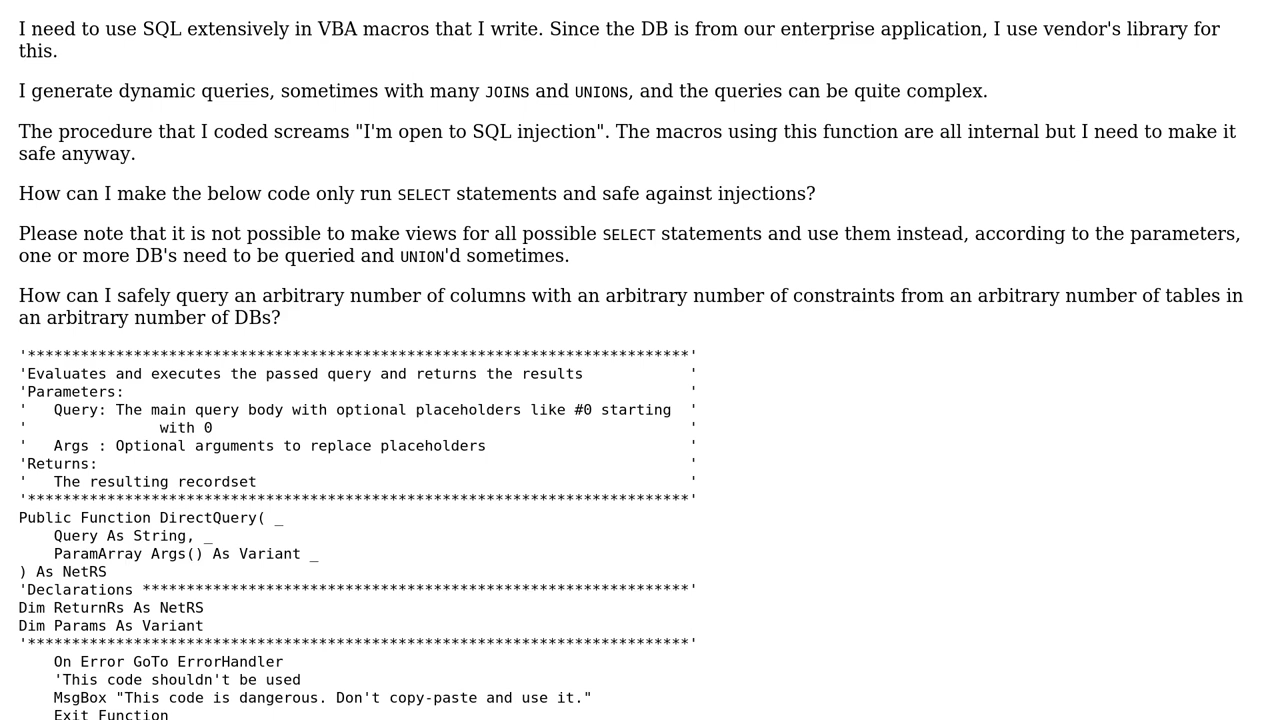 I need to use SQL extensively in VBA macros that I write. Since the DB is from our enterprise application, I use vendor's library for
this.
I generate dynamic queries, sometimes with many JOINs and UNIONs, and the queries can be quite complex.
The procedure that I coded screams "I'm open to SQL injection". The macros using this function are all internal but I need to make it
safe anyway.
How can I make the below code only run SELECT statements and safe against injections?
Please note that it is not possible to make views for all possible SELECT statements and use them instead, according to the parameters,
one or more DB's need to be queried and UNION'd sometimes.
How can I safely query an arbitrary number of columns with an arbitrary number of constraints from an arbitrary number of tables in
an arbitrary number of DBs?
'***************************************************************************'
'Evaluates and executes the passed query and returns the results            '
'Parameters:                                                                '
'   Query: The main query body with optional placeholders like #0 starting  '
'               with 0                                                      '
'   Args : Optional arguments to replace placeholders                       '
'Returns:                                                                   '
'   The resulting recordset                                                 '
'***************************************************************************'
Public Function DirectQuery( _
    Query As String, _
    ParamArray Args() As Variant _
) As NetRS
'Declarations **************************************************************'
Dim ReturnRs As NetRS
Dim Params As Variant
'***************************************************************************'
    On Error GoTo ErrorHandler
    'This code shouldn't be used
    MsgBox "This code is dangerous. Don't copy-paste and use it."
    Exit Function